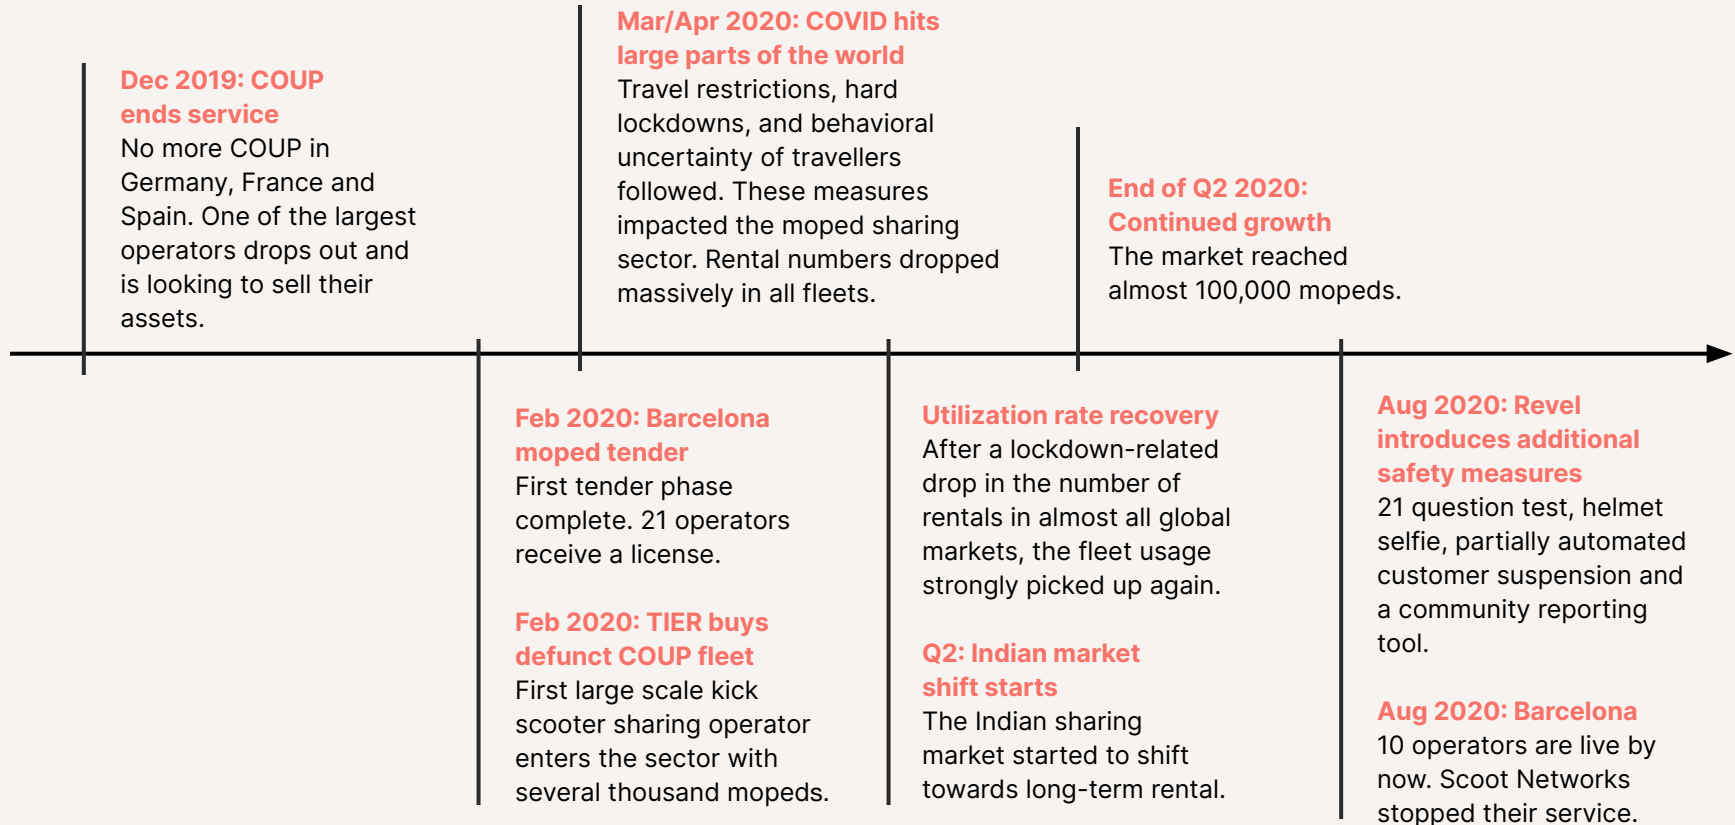 Dec 2019: COUP
ends service
No more COUP in
Germany, France and
Spain. One of the largest
operators drops out and
is looking to sell their
assets.
Feb 2020: Barcelona
moped tender
First tender phase
complete. 21 operators
receive a license.
Feb 2020: TIER buys
defunct COUP fleet
First large scale kick
scooter sharing operator
enters the sector with
several thousand mopeds.
Mar/Apr 2020: COVID hits
large parts of the world
Travel restrictions, hard
lockdowns, and behavioral
uncertainty of travellers
followed. These measures
impacted the moped sharing
sector. Rental numbers dropped
massively in all fleets.
Utilization rate recovery
After a lockdown-related
drop in the number of
rentals in almost all global
markets, the fleet usage
strongly picked up again.
Q2: Indian market
shift starts
The Indian sharing
market started to shift
towards long-term rental.
End of Q2 2020:
Continued growth
The market reached
almost 100,000 mopeds.
Aug 2020: Revel
introduces additional
safety measures
21 question test, helmet
selfie, partially automated
customer suspension and
a community reporting
tool.
Aug 2020: Barcelona
10 operators are live by
now. Scoot Networks
stopped their service.